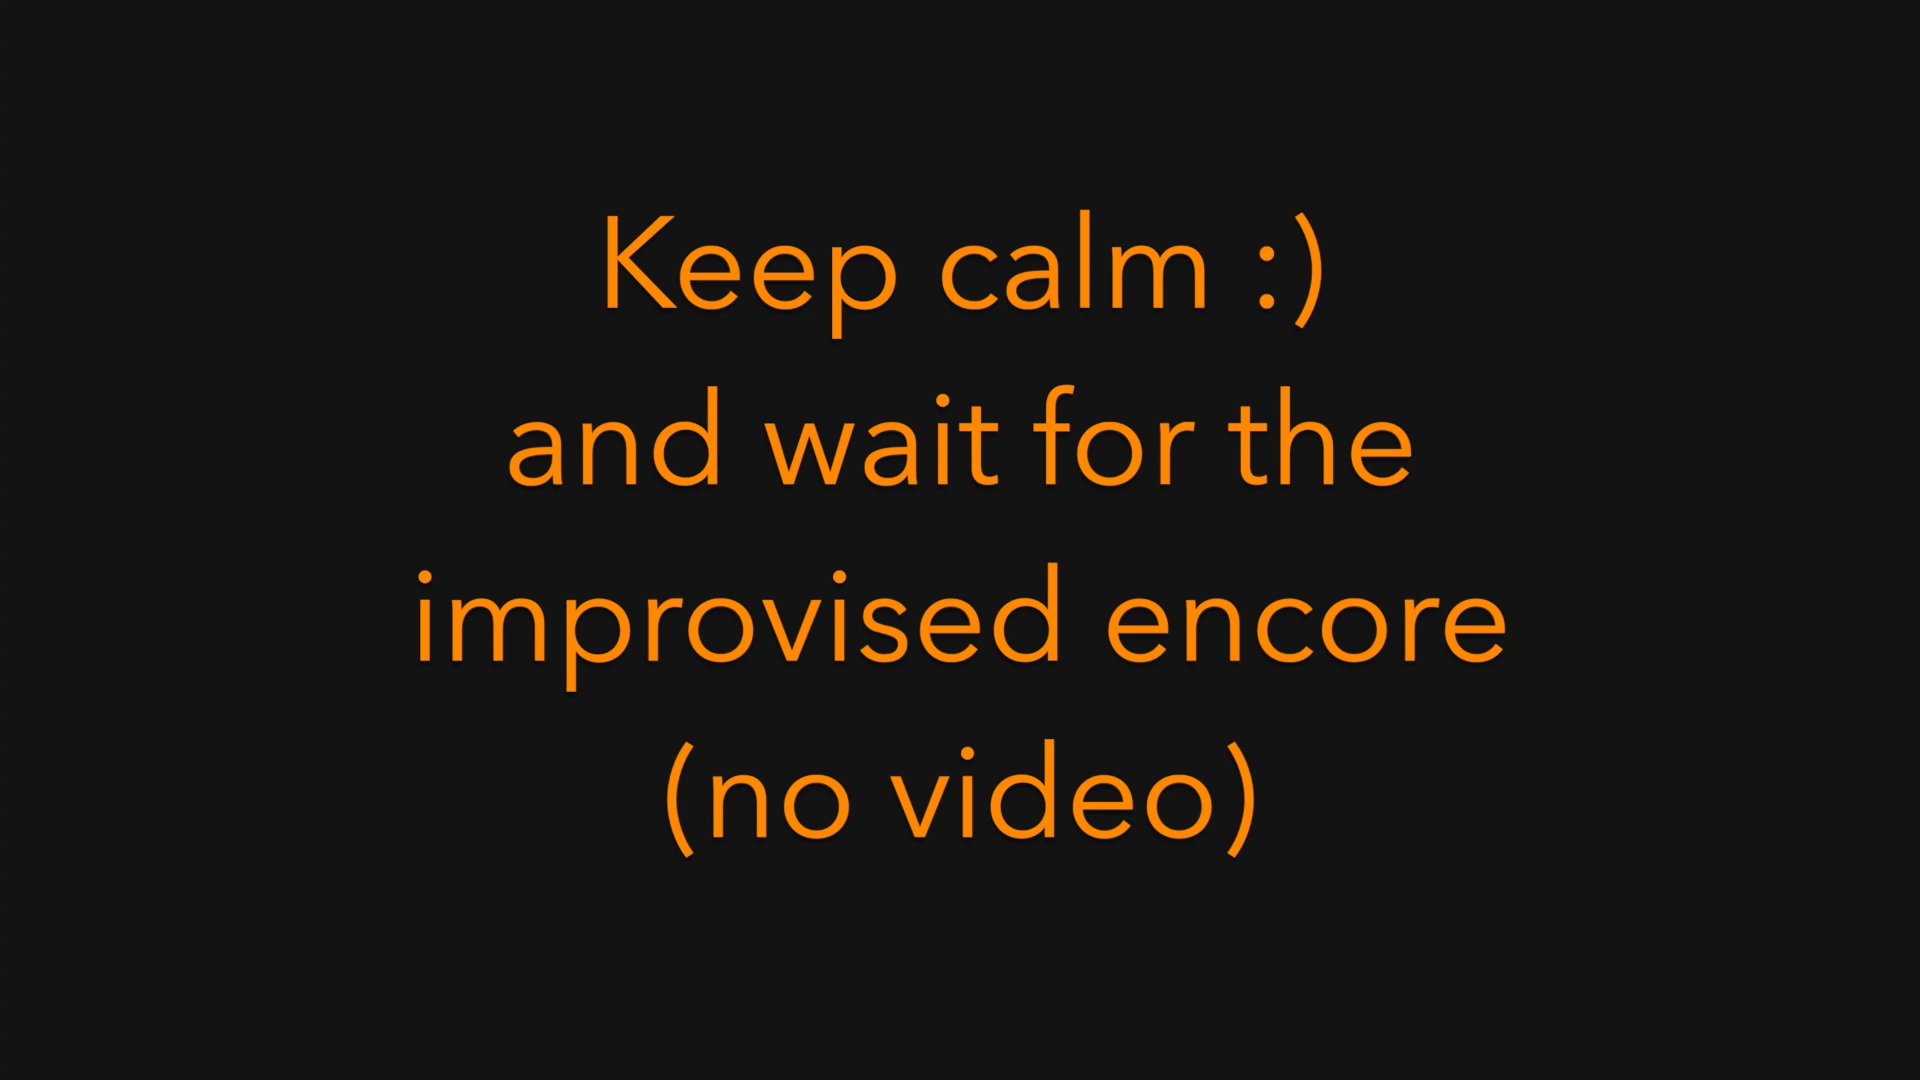 Keep calm :)
and wait for the
improvised encore
(no video)